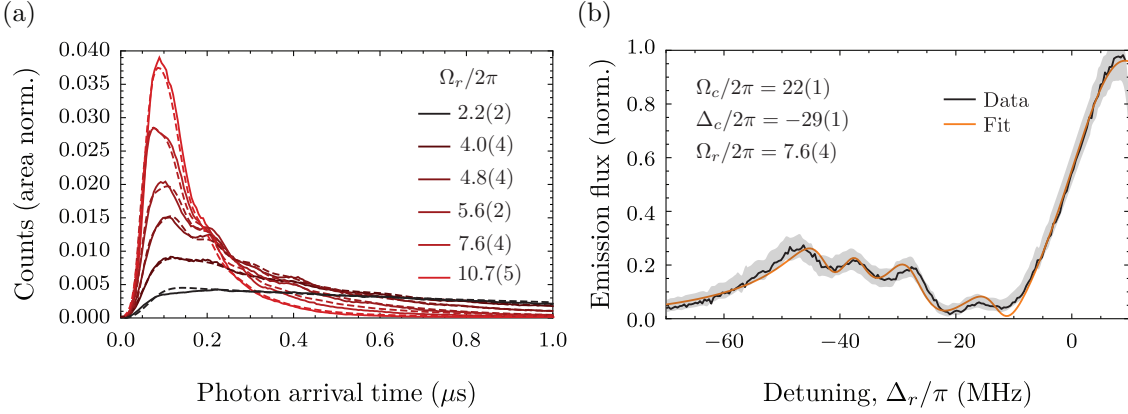 (a)
Counts (area norm.)
0.040
0.035
0.030
0.025
0.020
0.015
0.010
0.005
0.000
Ω_r/2π
2.2(2)
4.0(4)
4.8(4)
5.6(2)
7.6(4)
10.7(5)
0.0 0.2 0.4 0.6 0.8 1.0
Photon arrival time (μs)
(b)
Emission flux (norm.)
1.0
0.8
0.6
0.4
0.2
0.0
Ω_c/2π = 22(1)
Δ_c/2π = −29(1)
Ω_r/2π = 7.6(4)
Data
Fit
−60 −40 −20 0
Detuning, Δ_r/π (MHz)